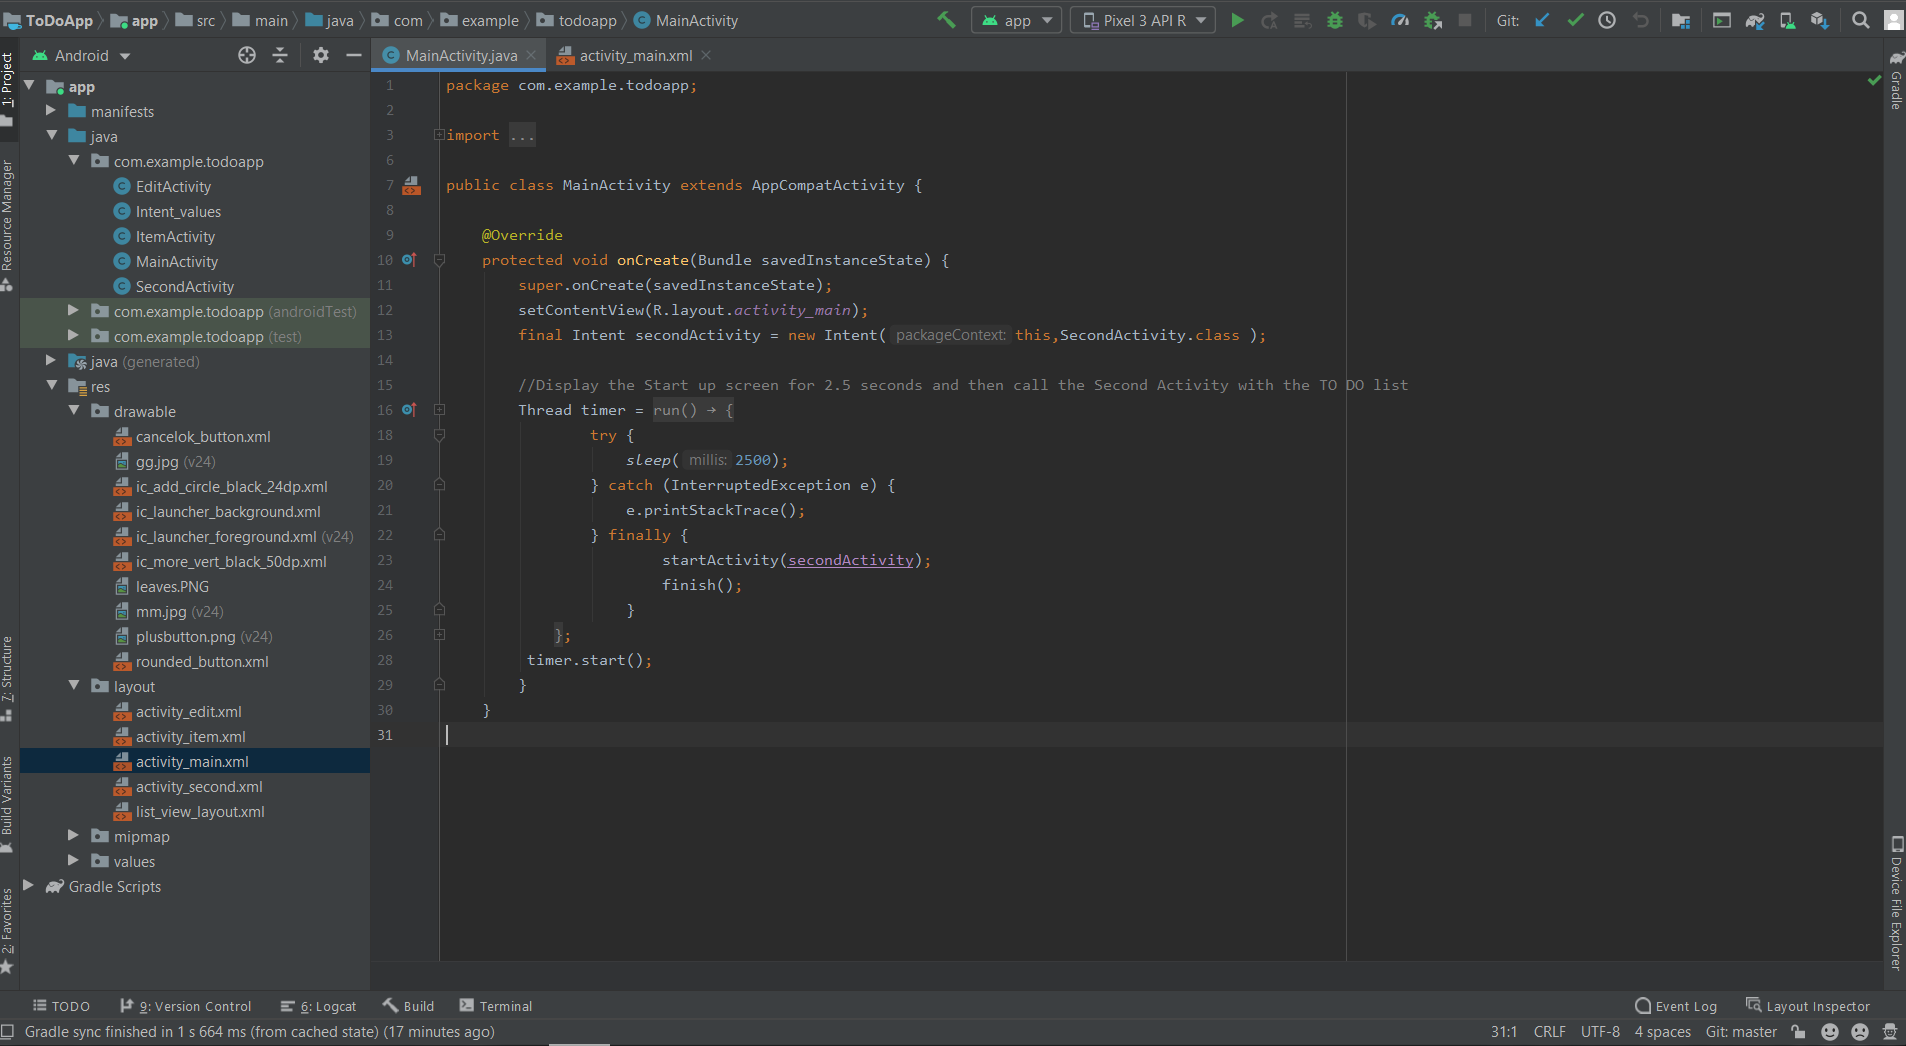 ToDoApp app src main java com example todoapp MainActivity app Pixel 3 API R Git:
Android MainActivity.java activity_main.xml
1: Project
Resource Manager
7: Structure
Build Variants
2: Favorites
app
manifests
java
com.example.todoapp
EditActivity
Intent_values
ItemActivity
MainActivity
SecondActivity
com.example.todoapp (androidTest)
com.example.todoapp (test)
java (generated)
res
drawable
cancelok_button.xml
gg.jpg (v24)
ic_add_circle_black_24dp.xml
ic_launcher_background.xml
ic_launcher_foreground.xml (v24)
ic_more_vert_black_50dp.xml
leaves.PNG
mm.jpg (v24)
plusbutton.png (v24)
rounded_button.xml
layout
activity_edit.xml
activity_item.xml
activity_main.xml
activity_second.xml
list_view_layout.xml
mipmap
values
Gradle Scripts
1 package com.example.todoapp;
2
3 import ...
6
7 public class MainActivity extends AppCompatActivity {
8
9 @Override
10 protected void onCreate(Bundle savedInstanceState) {
11 super.onCreate(savedInstanceState);
12 setContentView(R.layout.activity_main);
13 final Intent secondActivity = new Intent( packageContext: this,SecondActivity.class );
14
15 //Display the Start up screen for 2.5 seconds and then call the Second Activity with the TO DO list
16 Thread timer = run() → {
18 try {
19 sleep( millis: 2500);
20 } catch (InterruptedException e) {
21 e.printStackTrace();
22 } finally {
23 startActivity(secondActivity);
24 finish();
25 }
26 };
28 timer.start();
29 }
30 }
31
Gradle
Device File Explorer
TODO 9: Version Control 6: Logcat Build Terminal Event Log Layout Inspector
Gradle sync finished in 1 s 664 ms (from cached state) (17 minutes ago) 31:1 CRLF UTF-8 4 spaces Git: master